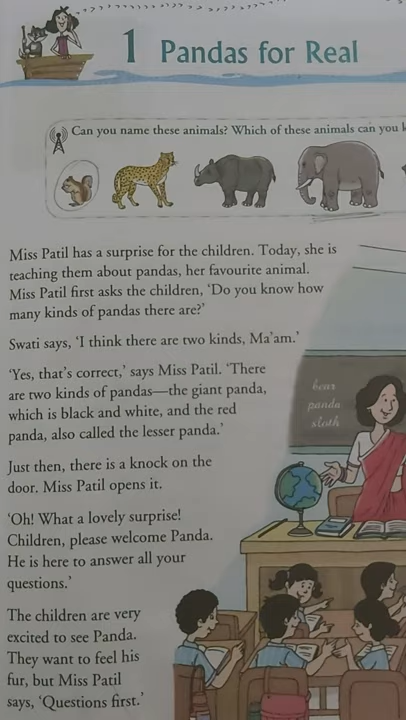 1 Pandas for Real
Can you name these animals? Which of these animals can you
Miss Patil has a surprise for the children. Today, she is
teaching them about pandas, her favourite animal.
Miss Patil first asks the children, ‘Do you know how
many kinds of pandas there are?’
Swati says, ‘I think there are two kinds, Ma’am.’
‘Yes, that’s correct,’ says Miss Patil. ‘There
are two kinds of pandas—the giant panda,
which is black and white, and the red
panda, also called the lesser panda.’
Just then, there is a knock on the
door. Miss Patil opens it.
‘Oh! What a lovely surprise!
Children, please welcome Panda.
He is here to answer all your
questions.’
The children are very
excited to see Panda.
They want to feel his
fur, but Miss Patil
says, ‘Questions first.’
bear
panda
sloth